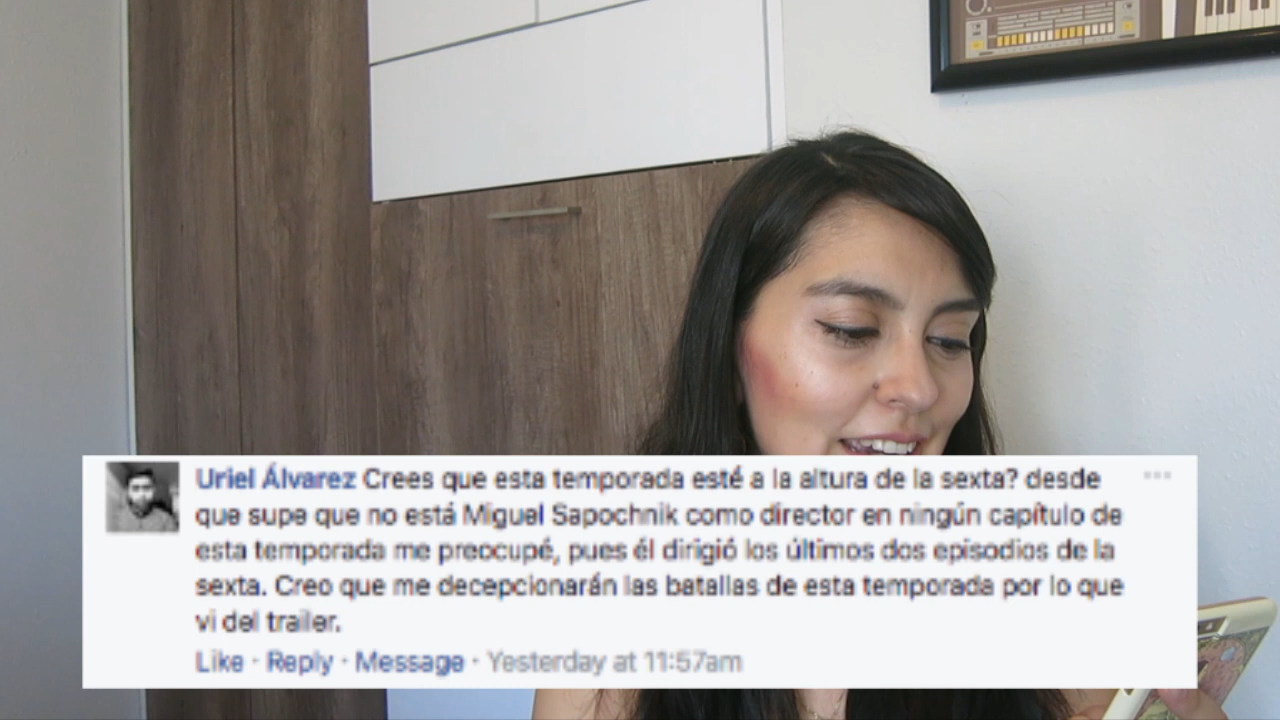 Uriel Álvarez Crees que esta temporada esté a la altura de la sexta? desde
que supe que no está Miguel Sapochnik como director en ningún capítulo de
esta temporada me preocupé, pues él dirigió los últimos dos episodios de la
sexta. Creo que me decepcionarán las batallas de esta temporada por lo que
vi del trailer.
Like · Reply · Message · Yesterday at 11:57am